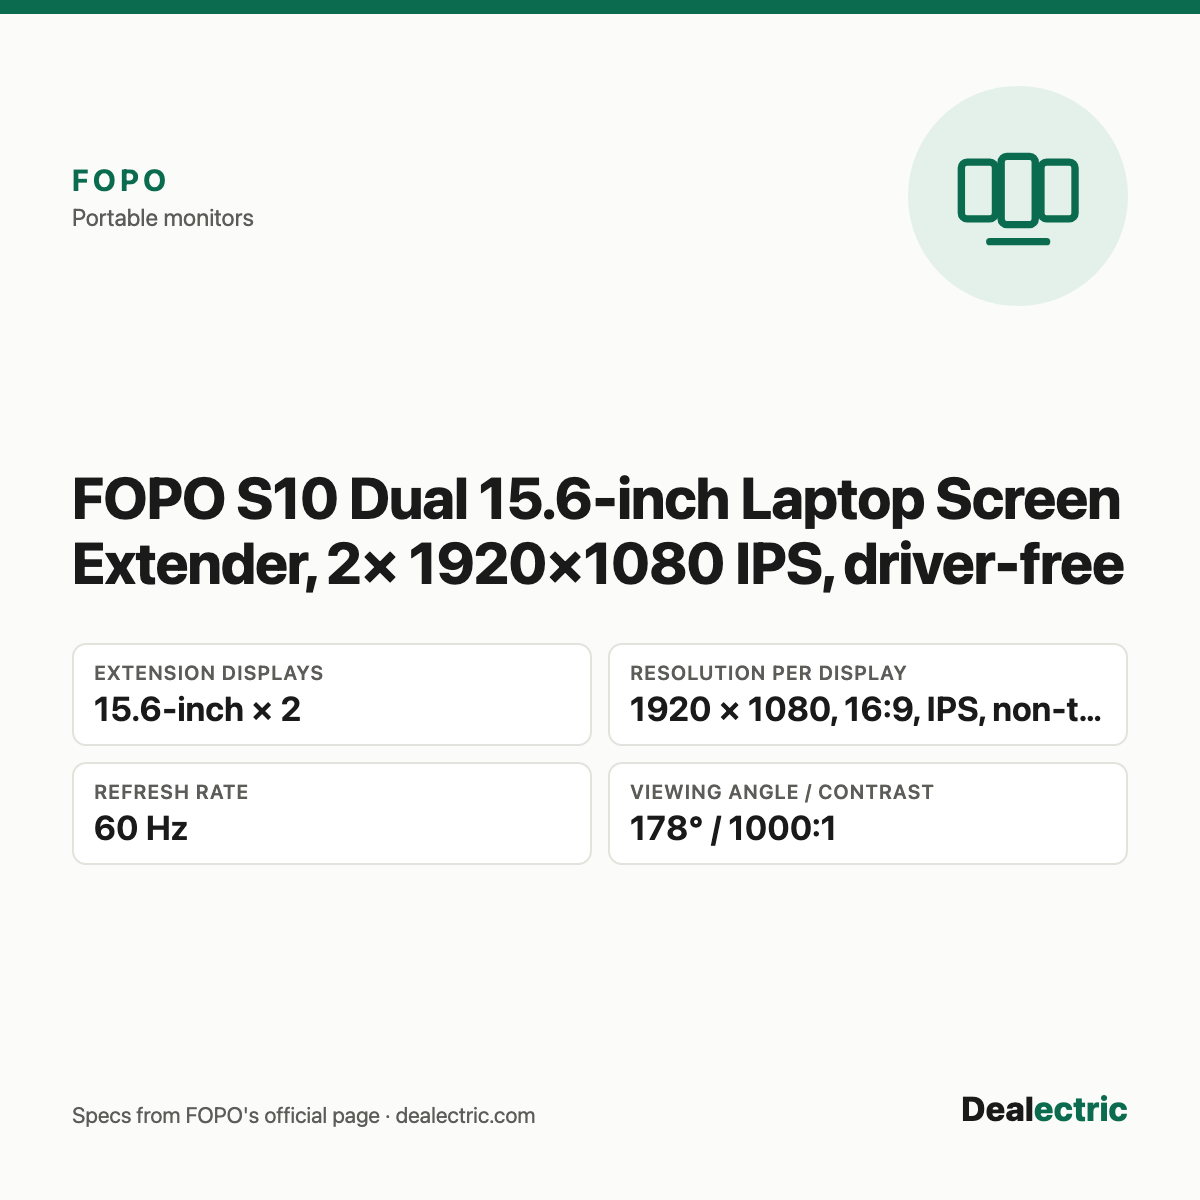 FOPO
Portable monitors
FOPO S10 Dual 15.6-inch Laptop Screen
Extender, 2× 1920×1080 IPS, driver-free
EXTENSION DISPLAYS
15.6-inch × 2
RESOLUTION PER DISPLAY
1920 × 1080, 16:9, IPS, non-t...
REFRESH RATE
60 Hz
VIEWING ANGLE / CONTRAST
178° / 1000:1
Specs from FOPO's official page · dealectric.com
Dealectric